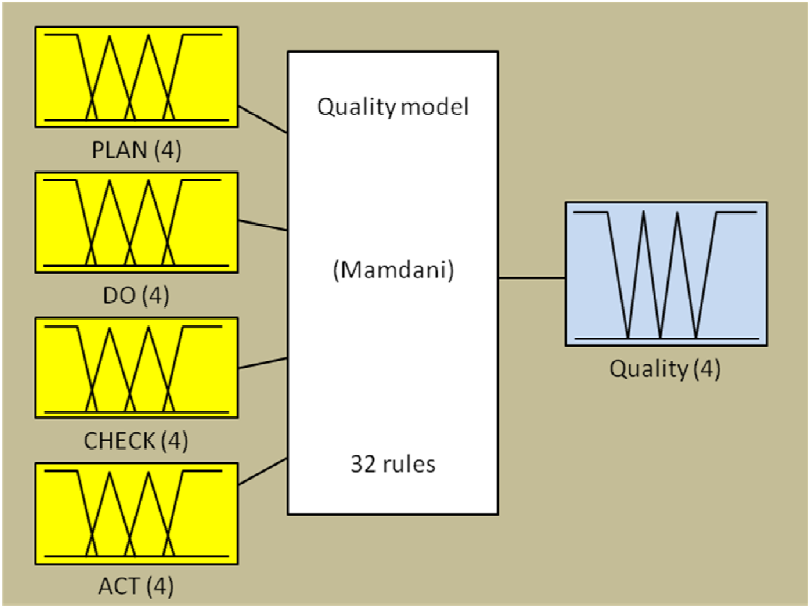 PLAN (4)
DO (4)
CHECK (4)
ACT (4)
Quality model
(Mamdani)
32 rules
Quality (4)